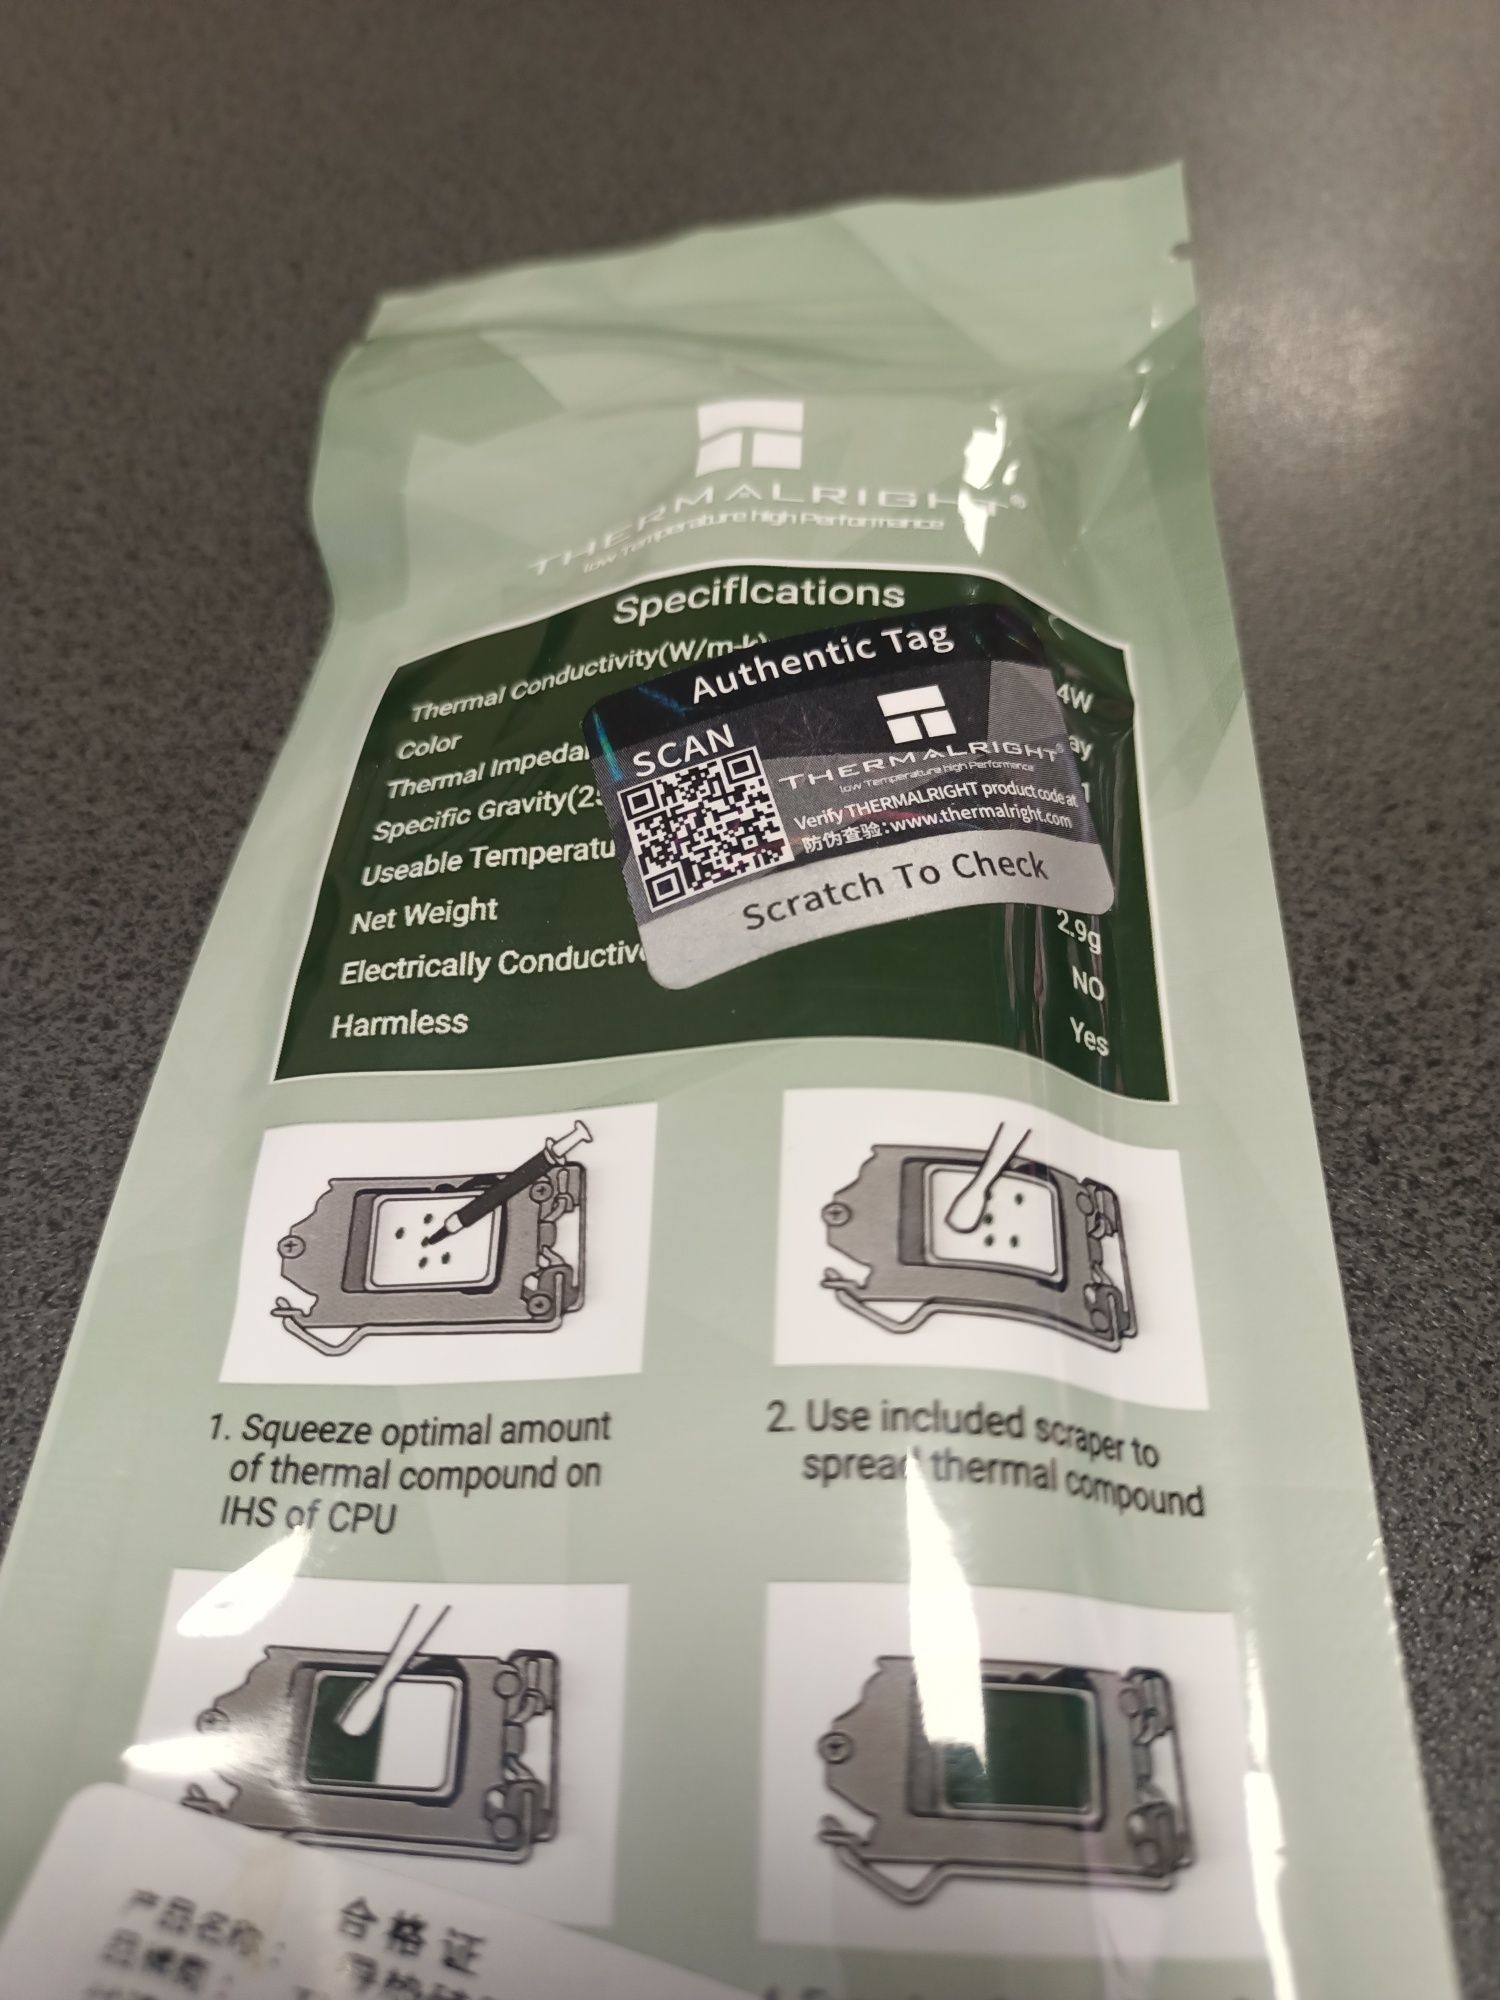 THERMALRIGHT®
low Temperature high Performance
Specifications
Thermal Conductivity(W/m-k)
4W
Color
ay
Thermal Impedan
Specific Gravity(25
Useable Temperatu
Net Weight
2.9g
Electrically Conductive
NO
Harmless
Yes
Authentic Tag
SCAN
THERMALRIGHT®
low Temperature high Performance
Verify THERMALRIGHT product code at
防伪查验:www.thermalright.com
Scratch To Check
1. Squeeze optimal amount
of thermal compound on
IHS of CPU
2. Use included scraper to
spread thermal compound
合格证
产品名称: